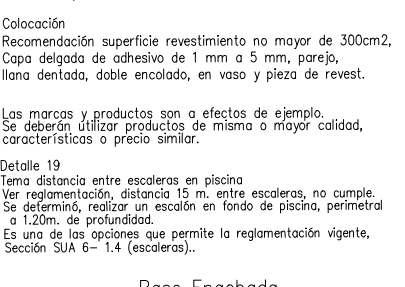 Colocación
Recomendación superficie revestimiento no mayor de 300cm2,
Capa delgada de adhesivo de 1 mm a 5 mm, parejo,
llana dentada, doble encolado, en vaso y pieza de revest.
Las marcas y productos son a efectos de ejemplo.
Se deberán útilizar productos de misma o mayor calidad,
características o precio similar.
Detalle 19
Tema distancia entre escaleras en piscina
Ver reglamentación, distancia 15 m. entre escaleras, no cumple.
Se determinó, realizar un escalón en fondo de piscina, perimetral
a 1.20m. de profundidad.
Es una de las opciones que permite la reglamentación vigente,
Sección SUA 6- 1.4 (escaleras)..